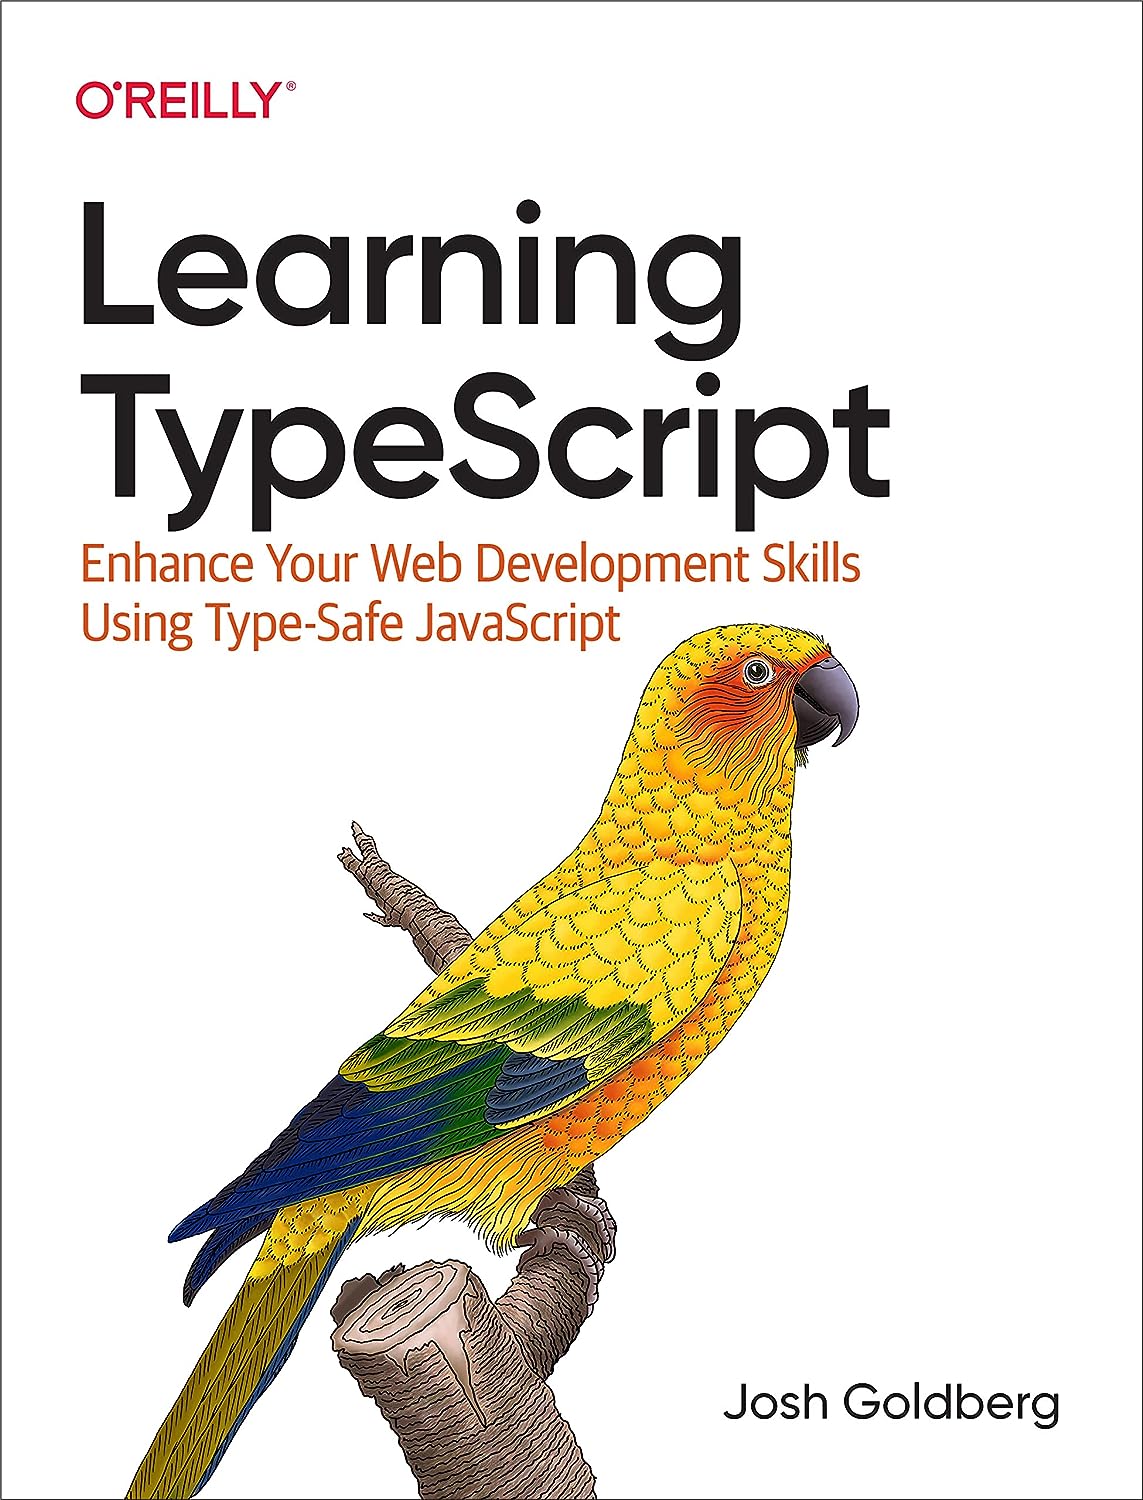 O'REILLY®
Learning
TypeScript
Enhance Your Web Development Skills
Using Type-Safe JavaScript
Josh Goldberg